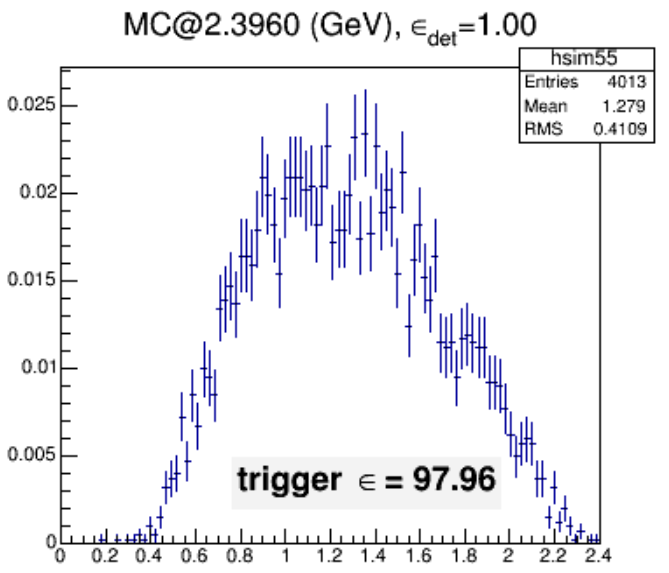 MC@2.3960 (GeV), ϵdet=1.00
hsim55
Entries 4013
Mean 1.279
RMS 0.4109
0.025
0.02
0.015
0.01
0.005
0
trigger ϵ = 97.96
0 0.2 0.4 0.6 0.8 1 1.2 1.4 1.6 1.8 2 2.2 2.4